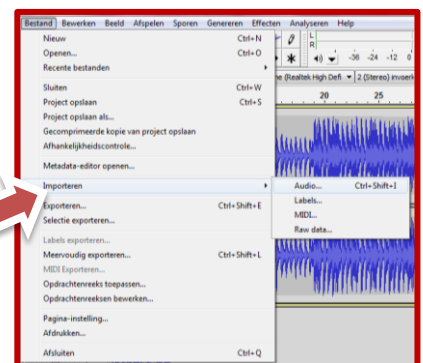 Bestand Bewerken Beeld Afspelen Sporen Genereren Effecten Analyseren Help
Nieuw Ctrl+N
Openen... Ctrl+O
Recente bestanden
Sluiten Ctrl+W
Project opslaan Ctrl+S
Project opslaan als...
Gecomprimeerde kopie van project opslaan
Afhankelijkheidscontrole...
Metadata-editor openen...
Importeren
Exporteren... Ctrl+Shift+E
Selectie exporteren...
Labels exporteren...
Meervoudig exporteren... Ctrl+Shift+L
MIDI Exporteren...
Opdrachtenreeks toepassen...
Opdrachtenreeksen bewerken...
Pagina-instelling...
Afdrukken...
Afsluiten Ctrl+Q
Audio... Ctrl+Shift+I
Labels...
MIDI...
Raw data...
L
R
-36 -24 -12 0
(Realtek High Defi 2 (Stereo)
20 25